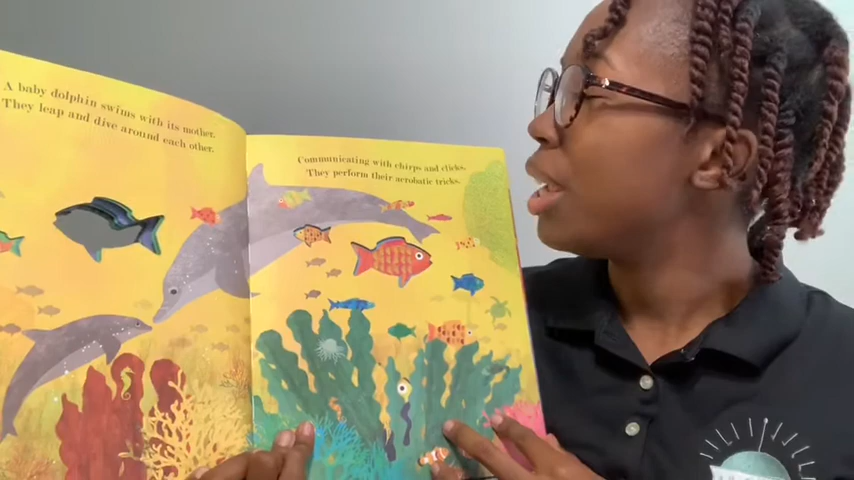 A baby dolphin swims with its mother.
They leap and dive around each other.
Communicating with chirps and clicks.
They perform their acrobatic tricks.